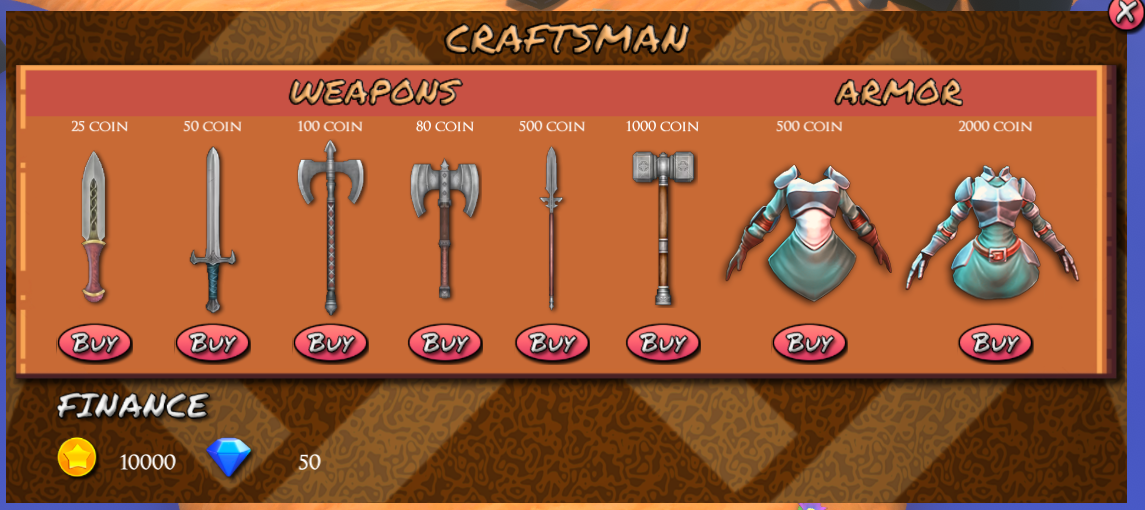 CRAFTSMAN
WEAPONS ARMOR
25 COIN 50 COIN 100 COIN 80 COIN 500 COIN 1000 COIN 500 COIN 2000 COIN
BUY BUY BUY BUY BUY BUY BUY BUY
FINANCE
10000 50